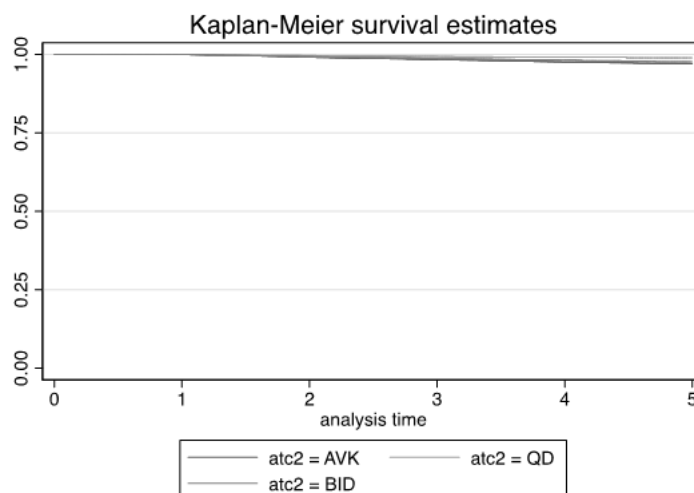 Kaplan-Meier survival estimates
1.00
0.75
0.50
0.25
0.00
0 1 2 3 4 5
analysis time
atc2 = AVK atc2 = QD
atc2 = BID